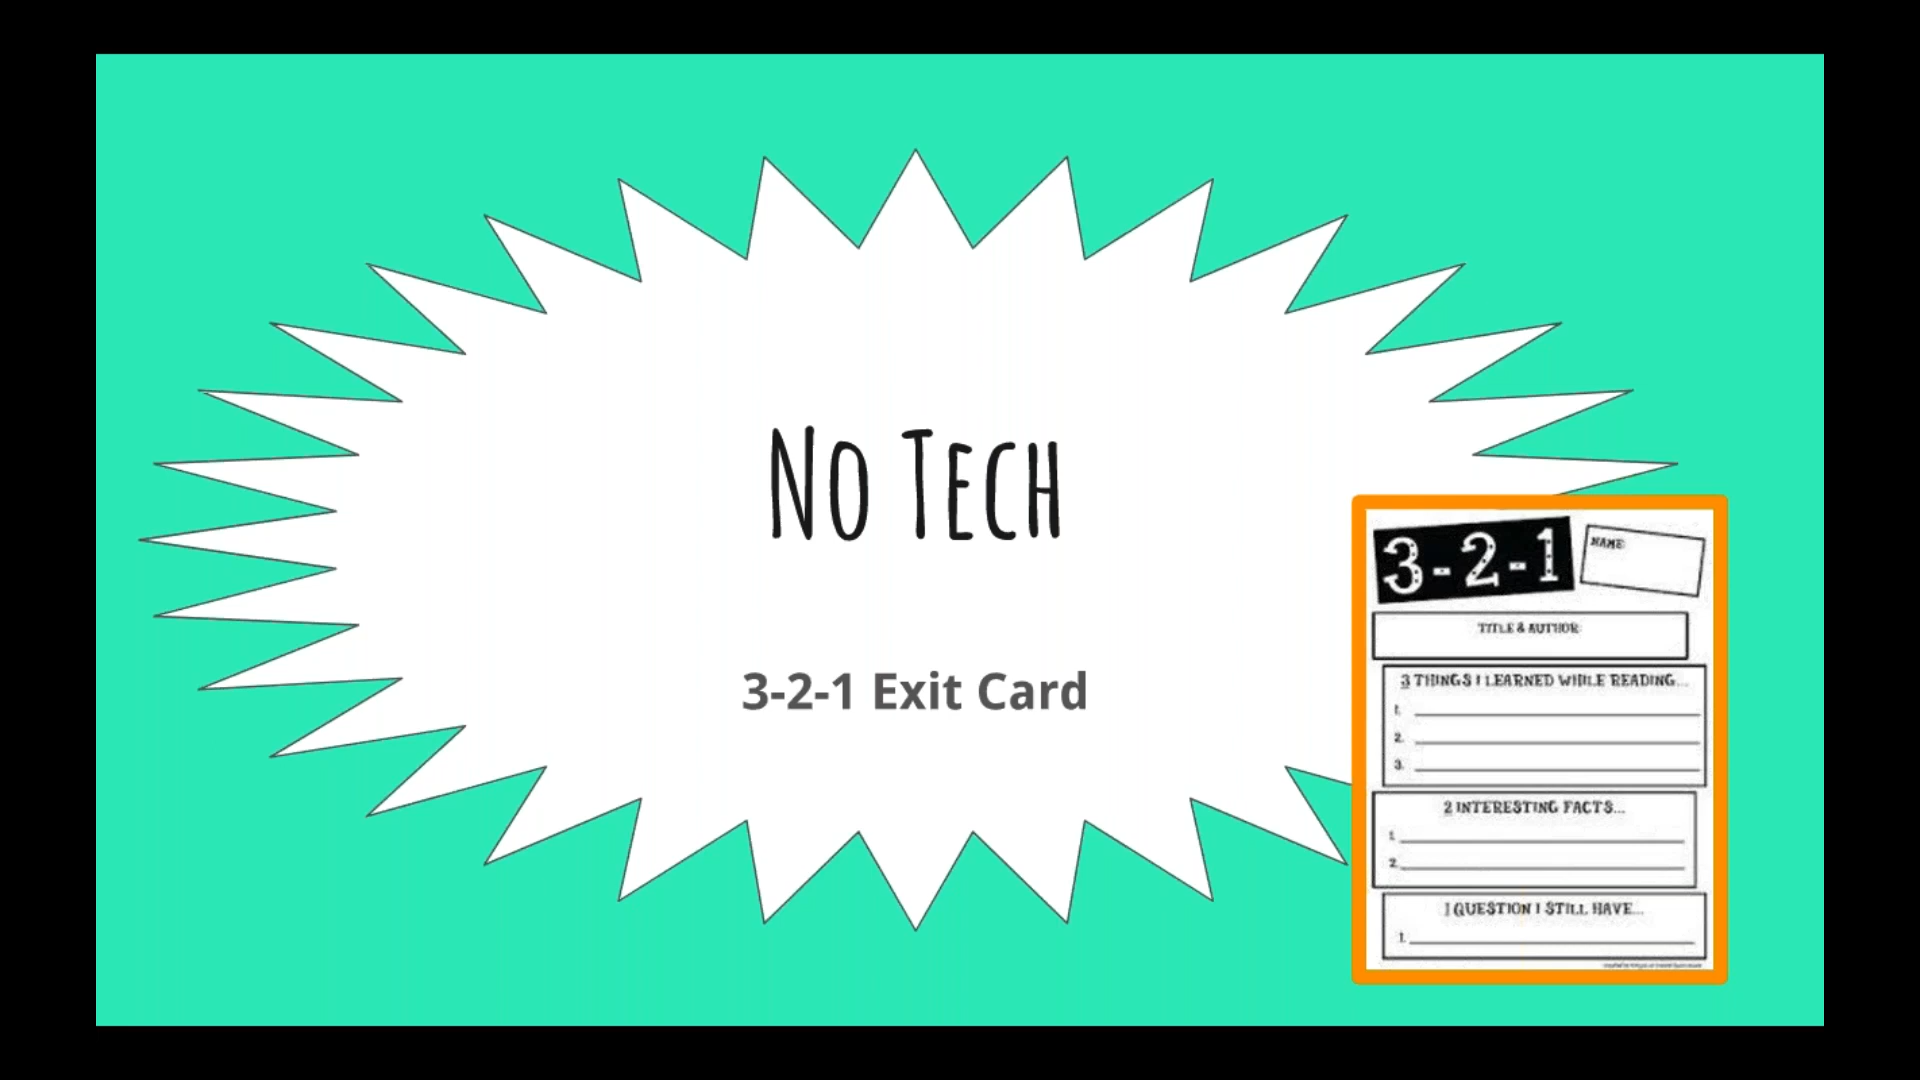 No Tech
3-2-1 Exit Card
3-2-1
NAME:
TITLE & AUTHOR:
3 THINGS I LEARNED WHILE READING...
1.
2.
3.
2 INTERESTING FACTS...
1.
2.
1 QUESTION I STILL HAVE...
1.